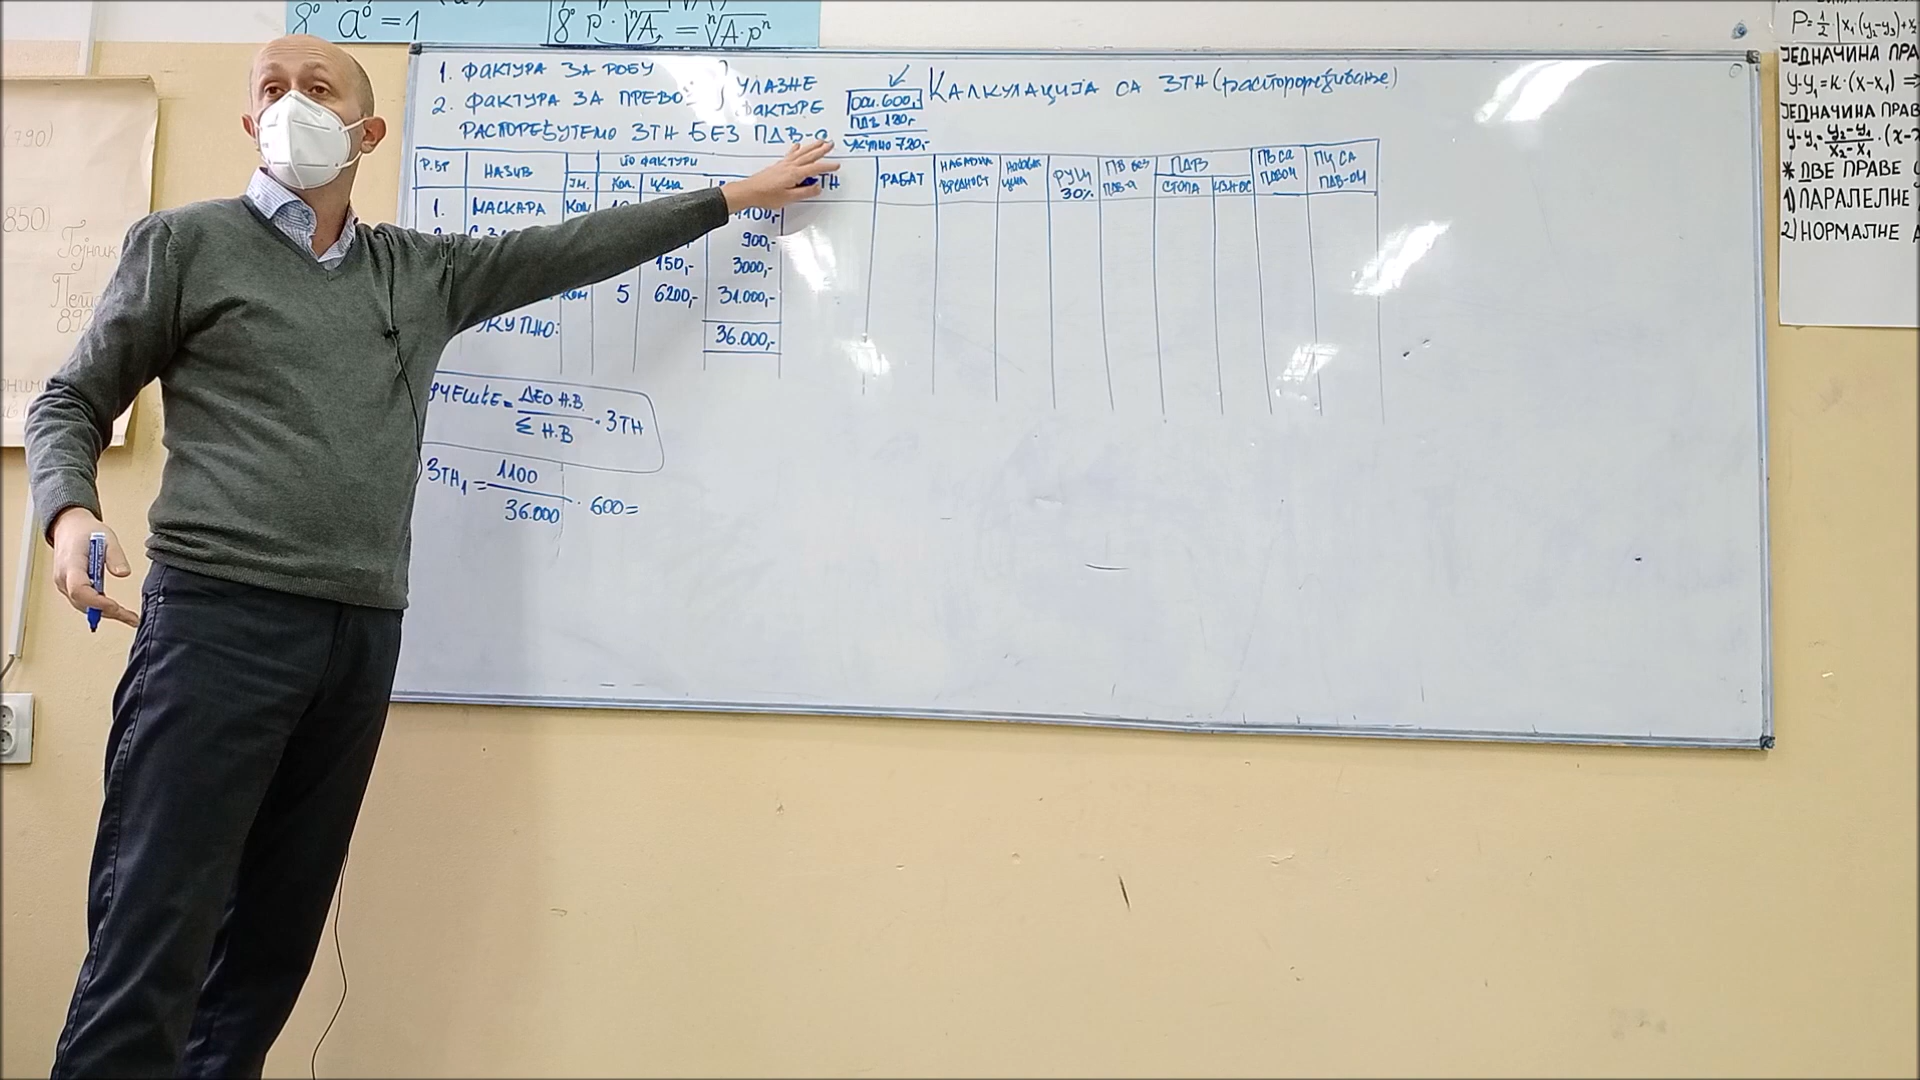 8° a⁰ = 1
8° p · ⁿ√A = ⁿ√A·pⁿ
1. ФАКТУРА ЗА РОБУ
2. ФАКТУРА ЗА ПРЕВОЗ
УЛАЗНЕ
ФАКТУРЕ
РАСПОРЕЂУЈЕМО ЗТН БЕЗ ПДВ-а
Осн. 600,-
ПДВ 120,-
УКУПНО 720,-
Калкулација са ЗТН (распоређивање)
Р.БР НАЗИВ ЈМ. ПО ФАКТУРИ КОЛ. ЦЕНА ЗТН РАБАТ НАБАВНА ВРЕДНОСТ НАБАВНА ЦЕНА РУЦ 30% ПВ БЕЗ ПДВ-а ПДВ СТОПА ИЗНОС ПВ СА ПДВОМ ПЦ СА ПДВ-ОМ
1. МАСКАРА КОМ 1100,-
900,-
150,- 3000,-
КОМ 5 6200,- 31.000,-
УКУПНО: 36.000,-
УЧЕШЋЕ = ДЕО Н.В. / Σ Н.В · ЗТН
ЗТН₁ = 1100 / 36.000 · 600 =
(790)
850)
892
P = 1/2 |x₁·(y₂-y₃)+x₂
ЈЕДНАЧИНА ПРА
y-y₁=k·(x-x₁) ⇒
ЈЕДНАЧИНА ПРАВ
y-y₁=(y₂-y₁)/(x₂-x₁)·(x-x
* ДВЕ ПРАВЕ
1) ПАРАЛЕЛНЕ
2) НОРМАЛНЕ